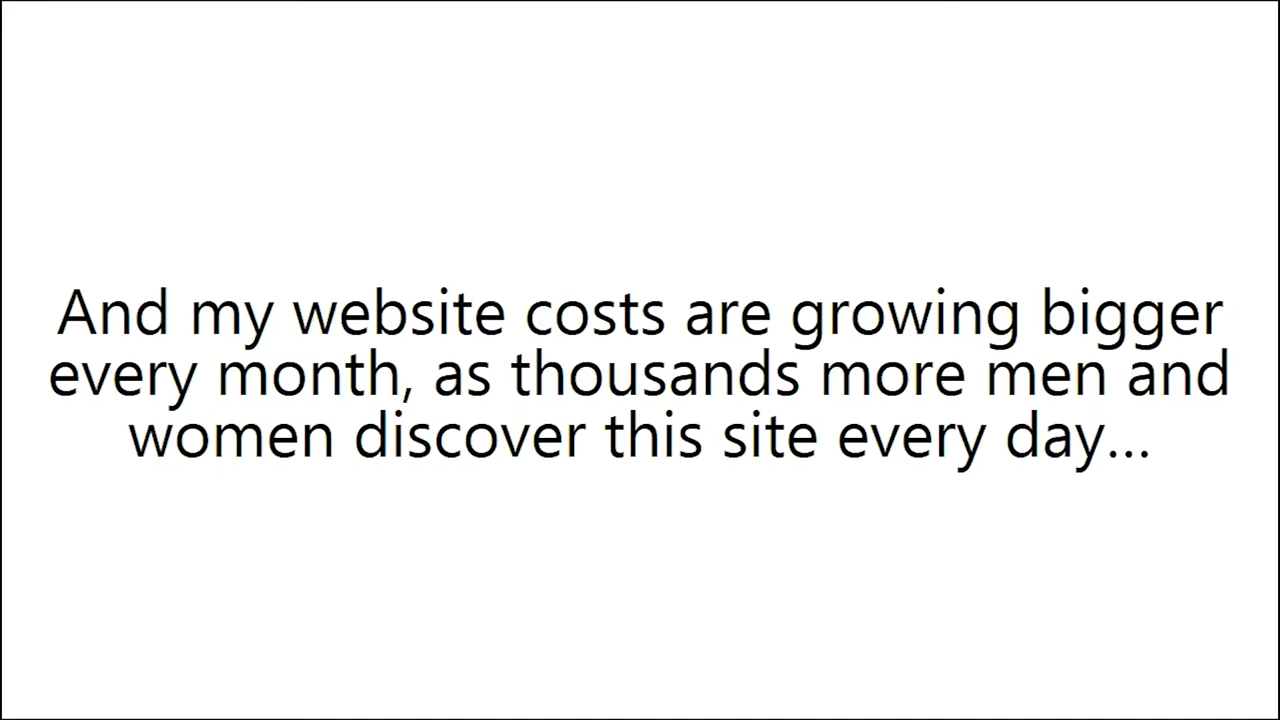 And my website costs are growing bigger
every month, as thousands more men and
women discover this site every day...